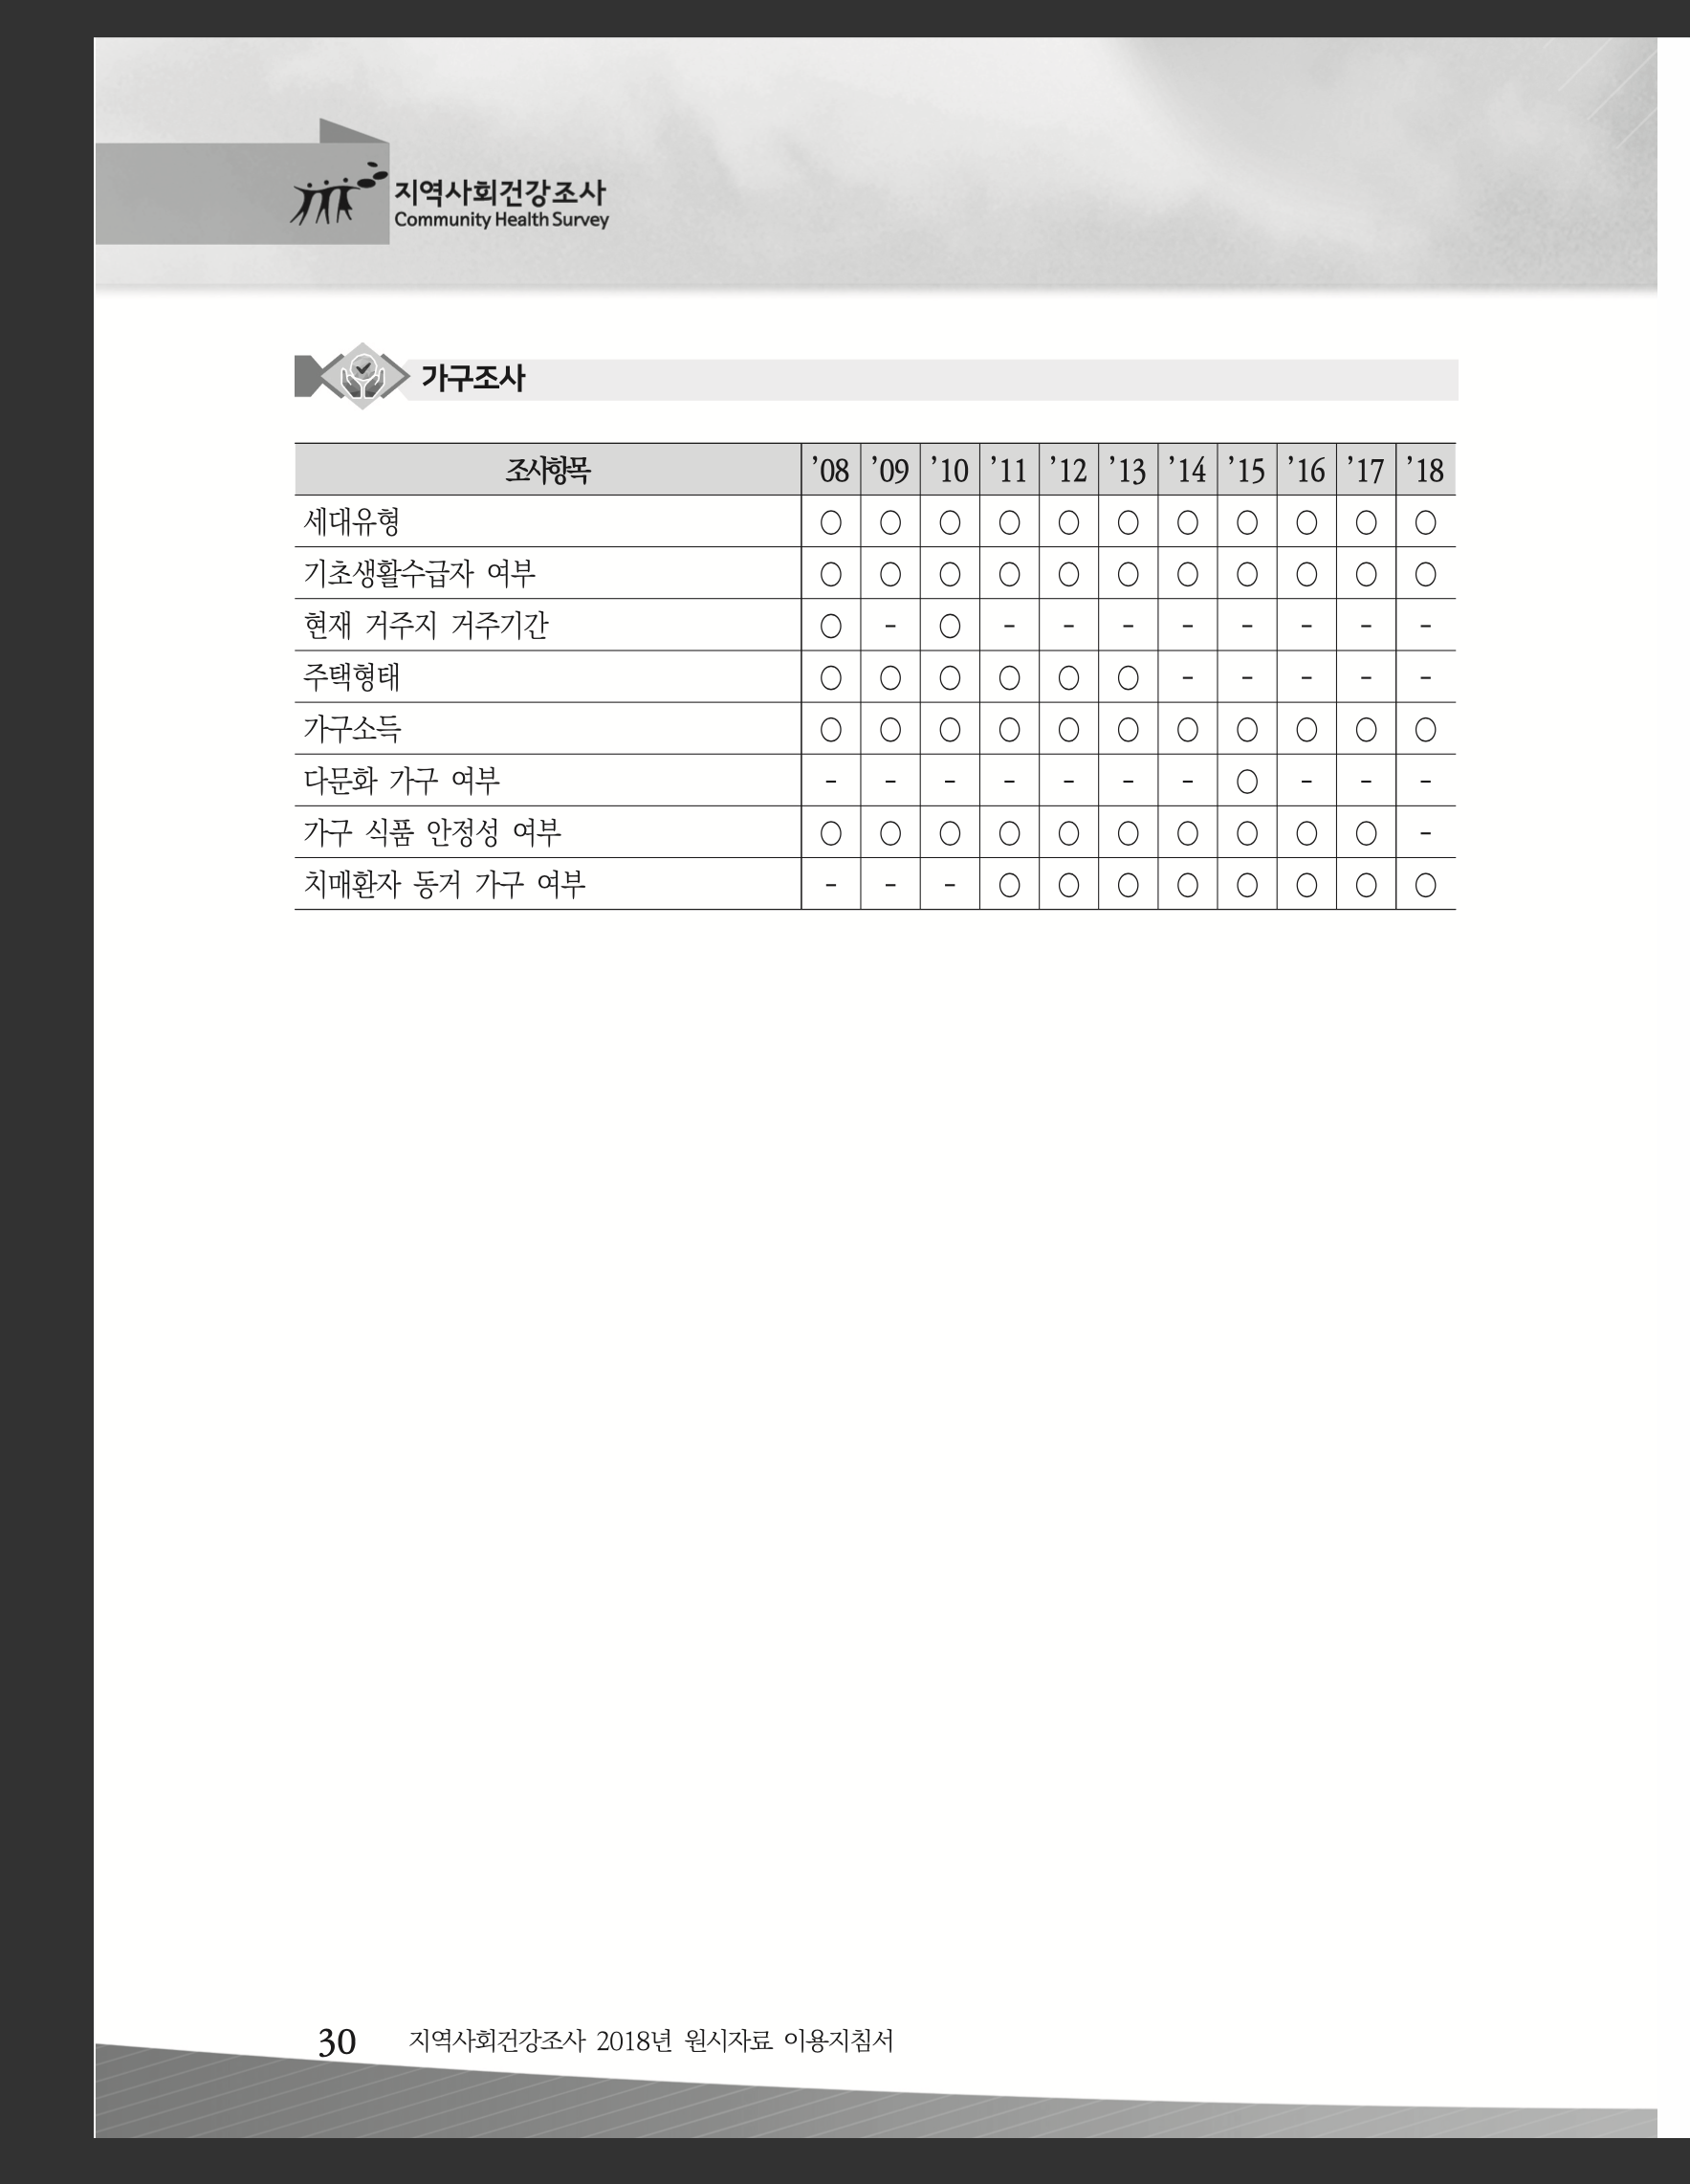 지역사회건강조사
Community Health Survey
가구조사
조사항목 ’08 ’09 ’10 ’11 ’12 ’13 ’14 ’15 ’16 ’17 ’18
세대유형 ○ ○ ○ ○ ○ ○ ○ ○ ○ ○ ○
기초생활수급자 여부 ○ ○ ○ ○ ○ ○ ○ ○ ○ ○ ○
현재 거주지 거주기간 ○ - ○ - - - - - - - -
주택형태 ○ ○ ○ ○ ○ ○ - - - - -
가구소득 ○ ○ ○ ○ ○ ○ ○ ○ ○ ○ ○
다문화 가구 여부 - - - - - - - ○ - - -
가구 식품 안정성 여부 ○ ○ ○ ○ ○ ○ ○ ○ ○ ○ -
치매환자 동거 가구 여부 - - - ○ ○ ○ ○ ○ ○ ○ ○
30 지역사회건강조사 2018년 원시자료 이용지침서